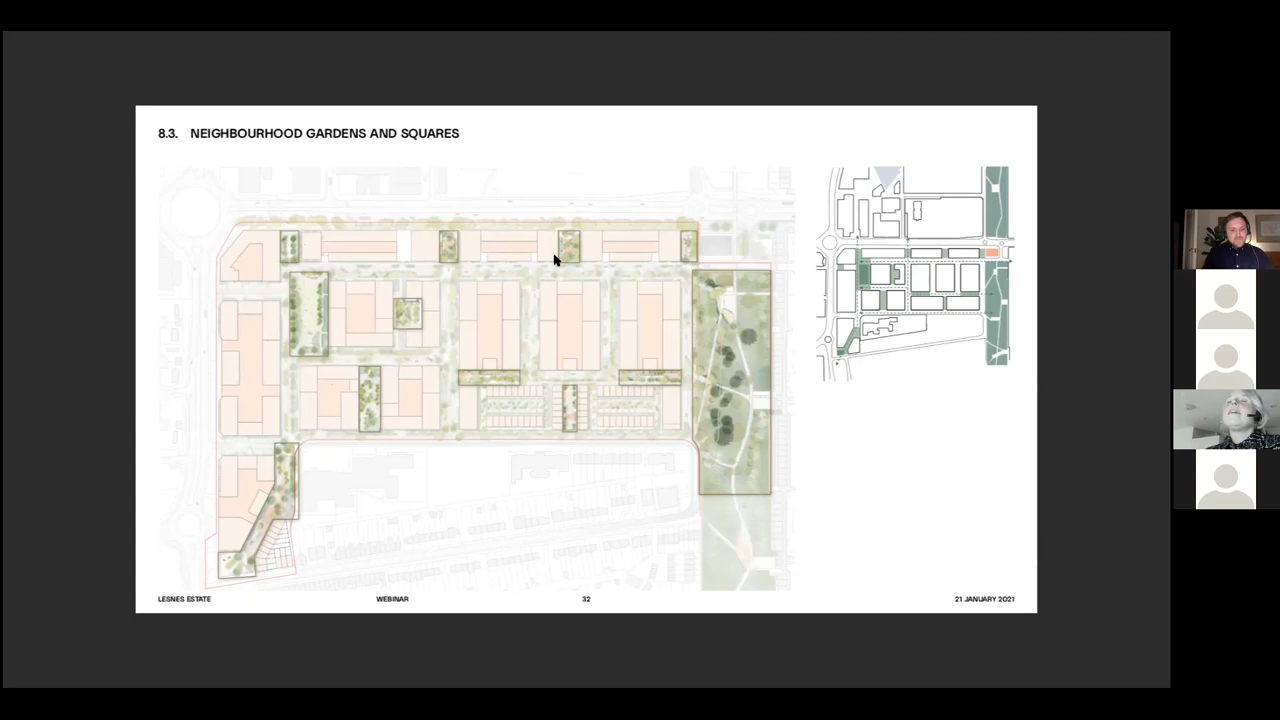 8.3. NEIGHBOURHOOD GARDENS AND SQUARES
LESNES ESTATE WEBINAR 32 21 JANUARY 2021